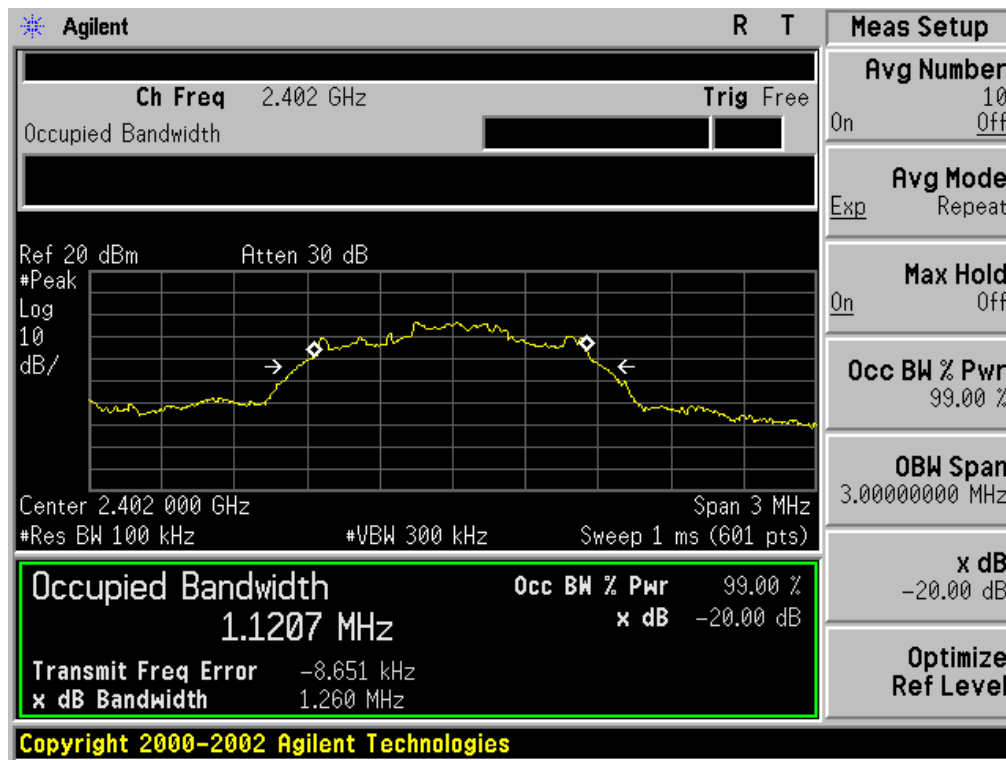 Agilent R T
Meas Setup
Ch Freq 2.402 GHz Trig Free
Occupied Bandwidth
Ref 20 dBm Atten 30 dB
#Peak
Log
10
dB/
Center 2.402 000 GHz Span 3 MHz
#Res BW 100 kHz #VBW 300 kHz Sweep 1 ms (601 pts)
Occupied Bandwidth Occ BW % Pwr 99.00 %
1.1207 MHz x dB -20.00 dB
Transmit Freq Error -8.651 kHz
x dB Bandwidth 1.260 MHz
Copyright 2000-2002 Agilent Technologies
Avg Number
10
On Off
Avg Mode
Exp Repeat
Max Hold
On Off
Occ BW % Pwr
99.00 %
OBW Span
3.00000000 MHz
x dB
-20.00 dB
Optimize
Ref Level